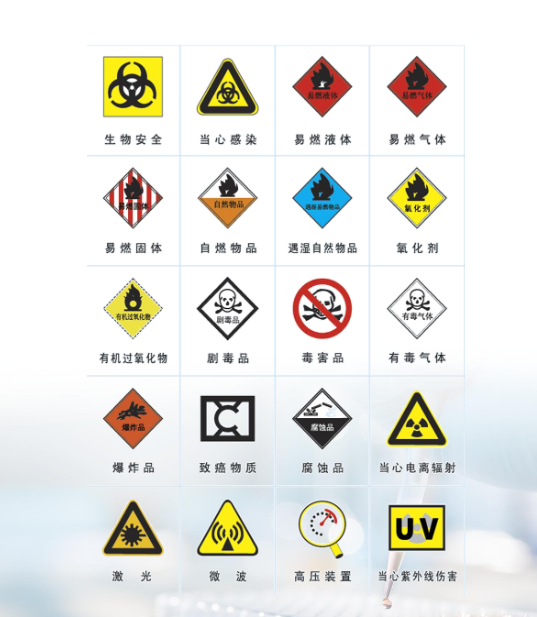 生物安全
当心感染
易燃液体
易燃气体
易燃液体
易燃气体
易燃固体
自然物品
遇湿易燃物品
氧化剂
易燃固体
自燃物品
遇湿自然物品
氧化剂
有机过氧化物
剧毒品
有毒气体
有机过氧化物
剧毒品
毒害品
有毒气体
爆炸品
腐蚀品
爆炸品
致癌物质
腐蚀品
当心电离辐射
UV
激光
微波
高压装置
当心紫外线伤害